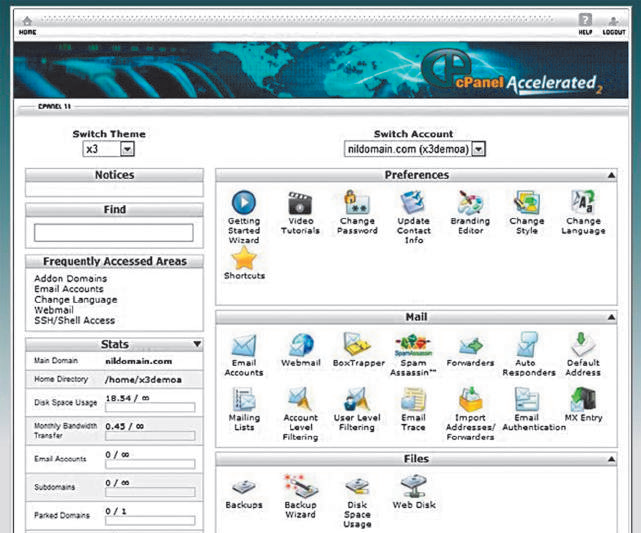 HOME
HELP
LOGOUT
cPanel Accelerated2
CPANEL 11
Switch Theme
x3
Switch Account
nildomain.com (x3demoa)
Notices
Find
Frequently Accessed Areas
Addon Domains
Email Accounts
Change Language
Webmail
SSH/Shell Access
Stats
Main Domain nildomain.com
Home Directory /home/x3demoa
Disk Space Usage 18.54 / ∞
Monthly Bandwidth
Transfer 0.45 / ∞
Email Accounts 0 / ∞
Subdomains 0 / ∞
Parked Domains 0 / 1
Preferences
Getting
Started
Wizard
Video
Tutorials
Change
Password
Update
Contact
Info
Branding
Editor
Change
Style
Change
Language
Shortcuts
Mail
Email
Accounts
Webmail
BoxTrapper
SpamAssassin
Spam
Assassin™
Forwarders
Auto
Responders
Default
Address
Mailing
Lists
Account
Level
Filtering
User Level
Filtering
Email
Trace
Import
Addresses/
Forwarders
Email
Authentication
MX Entry
Files
Backups
Backup
Wizard
Disk
Space
Usage
Web Disk